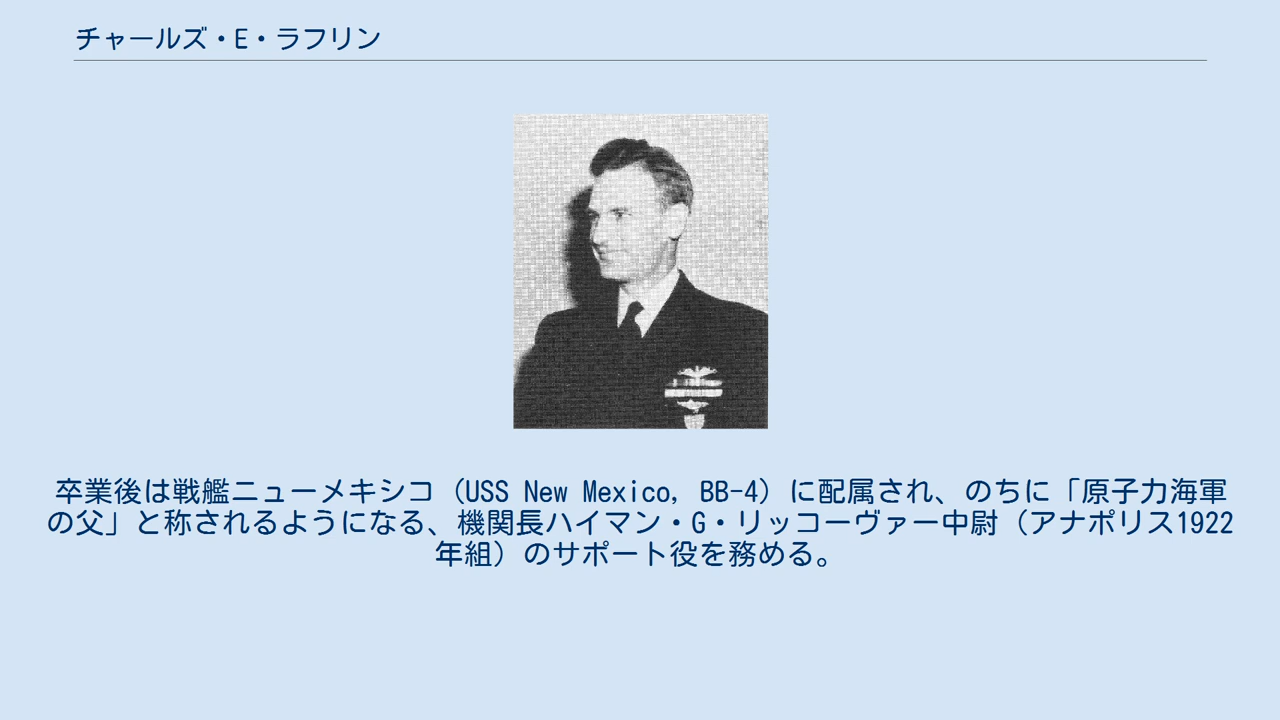 チャールズ・E・ラフリン
卒業後は戦艦ニューメキシコ（USS New Mexico, BB-4）に配属され、のちに「原子力海軍
の父」と称されるようになる、機関長ハイマン・G・リッコーヴァー中尉（アナポリス1922
年組）のサポート役を務める。